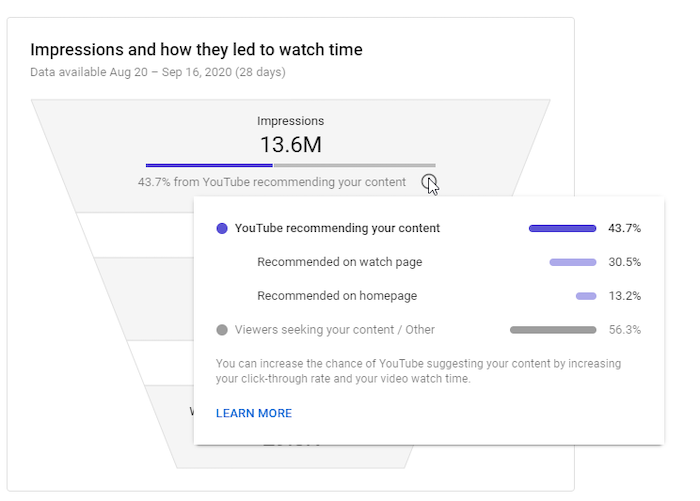 Impressions and how they led to watch time
Data available Aug 20 – Sep 16, 2020 (28 days)
Impressions
13.6M
43.7% from YouTube recommending your content
YouTube recommending your content 43.7%
Recommended on watch page 30.5%
Recommended on homepage 13.2%
Viewers seeking your content / Other 56.3%
You can increase the chance of YouTube suggesting your content by increasing
your click-through rate and your video watch time.
LEARN MORE